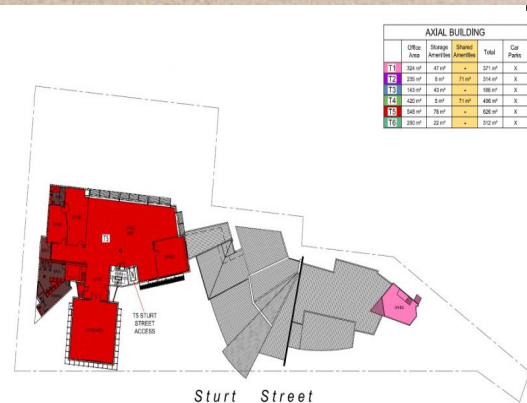 AXIAL BUILDING
Office Area Storage Amenities Shared Amenities Total Car Parks
T1 324 m² 47 m² - 371 m² X
T2 235 m² 8 m² 71 m² 314 m² X
T3 143 m² 43 m² - 186 m² X
T4 420 m² 5 m² 71 m² 496 m² X
T5 548 m² 78 m² - 626 m² X
T6 290 m² 22 m² - 312 m² X
T5
T5 STURT
STREET
ACCESS
Sturt Street